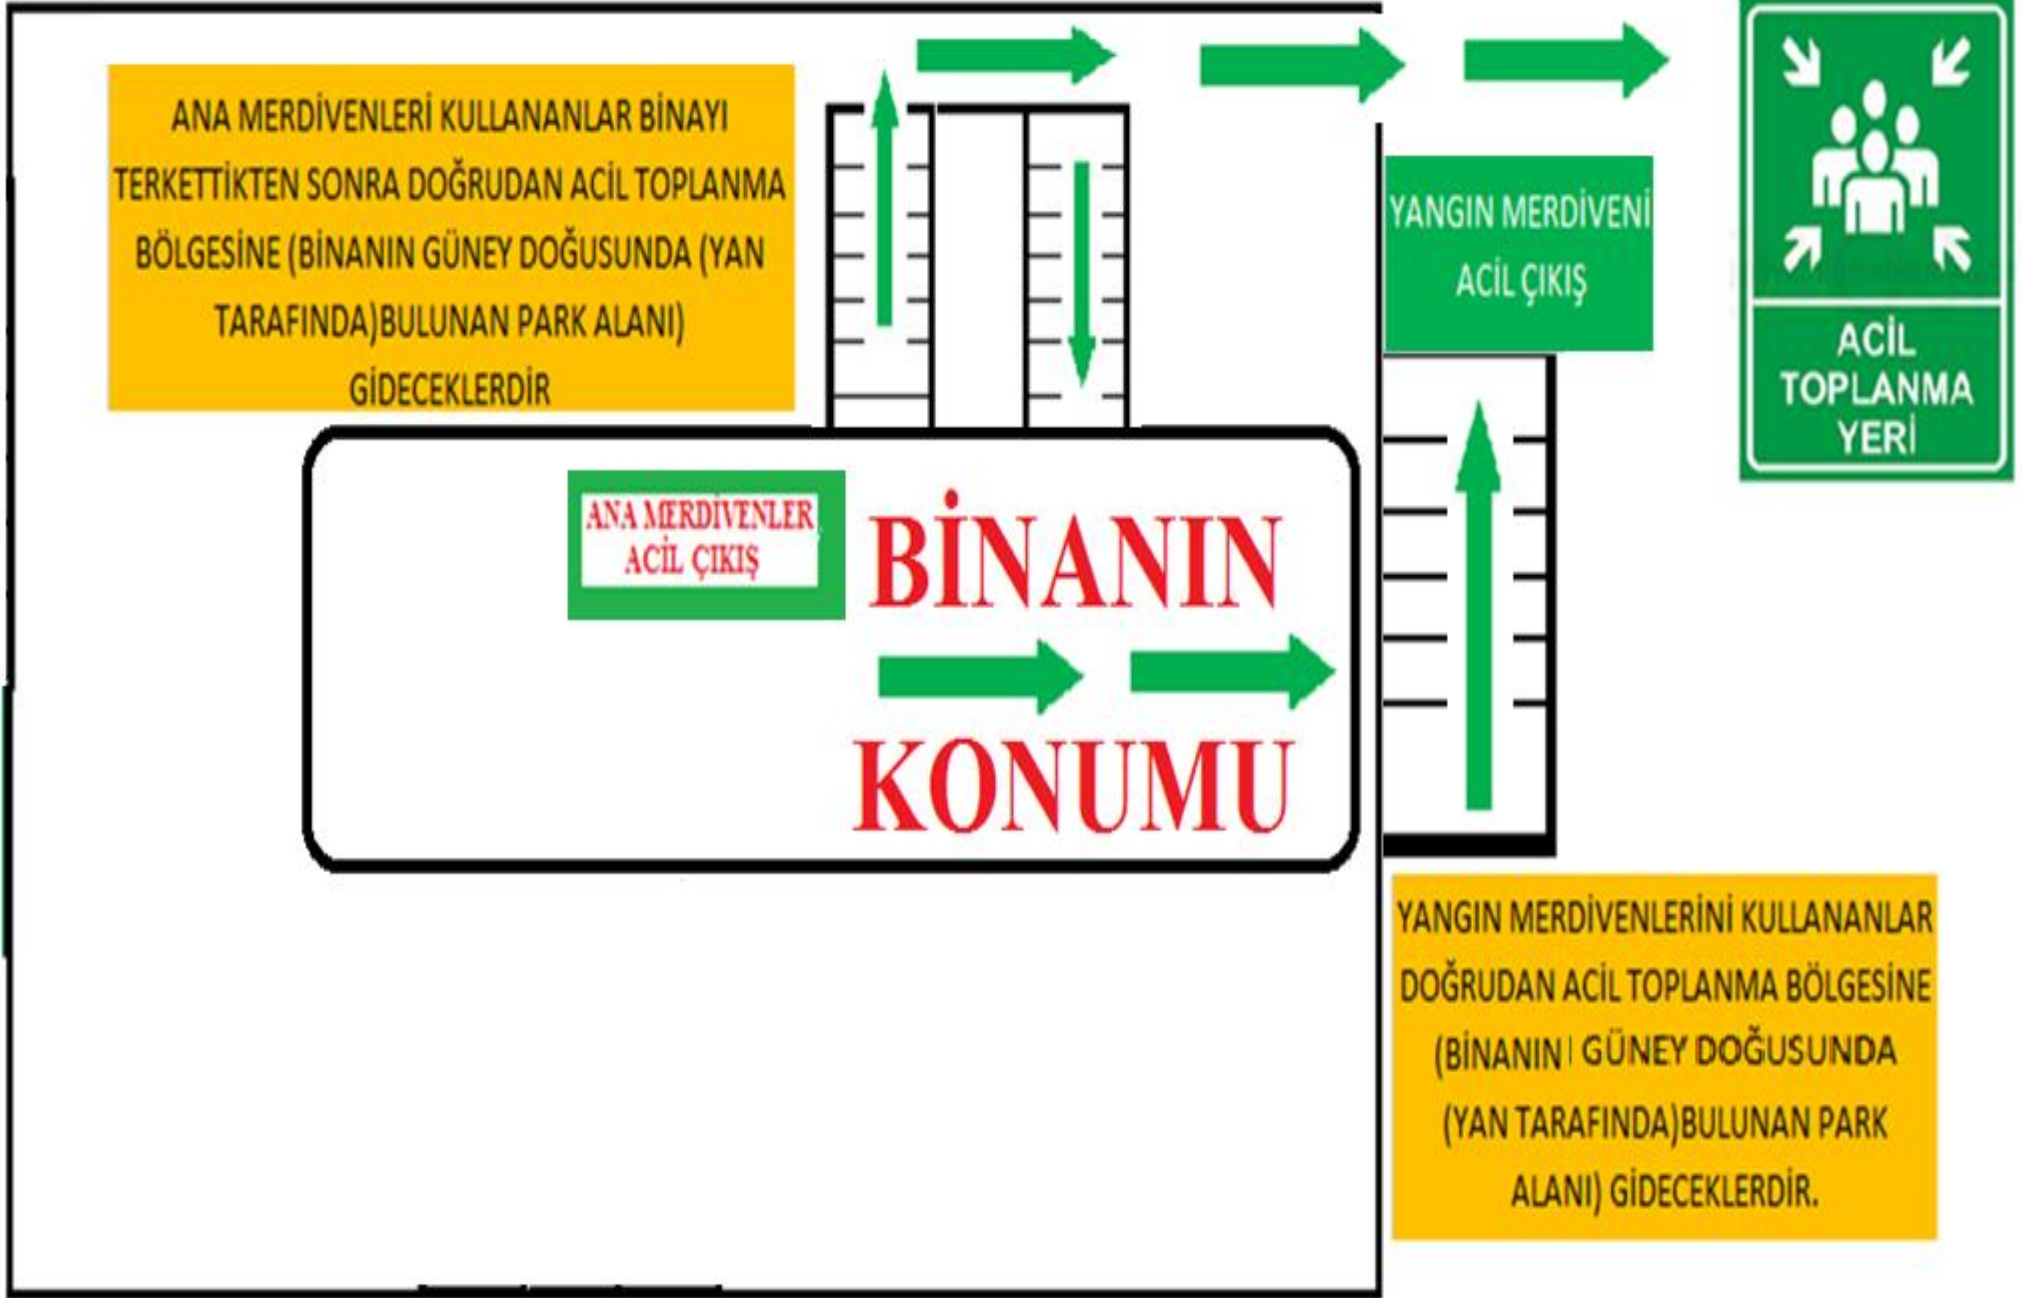 ANA MERDİVENLERİ KULLANANLAR BİNAYI
TERKETTİKTEN SONRA DOĞRUDAN ACİL TOPLANMA
BÖLGESİNE (BİNANIN GÜNEY DOĞUSUNDA (YAN
TARAFINDA)BULUNAN PARK ALANI)
GİDECEKLERDİR
YANGIN MERDİVENİ
ACİL ÇIKIŞ
ACİL
TOPLANMA
YERİ
ANA MERDİVENLER
ACİL ÇIKIŞ
BİNANIN
KONUMU
YANGIN MERDİVENLERİNİ KULLANANLAR
DOĞRUDAN ACİL TOPLANMA BÖLGESİNE
(BİNANIN GÜNEY DOĞUSUNDA
(YAN TARAFINDA)BULUNAN PARK
ALANI) GİDECEKLERDİR.